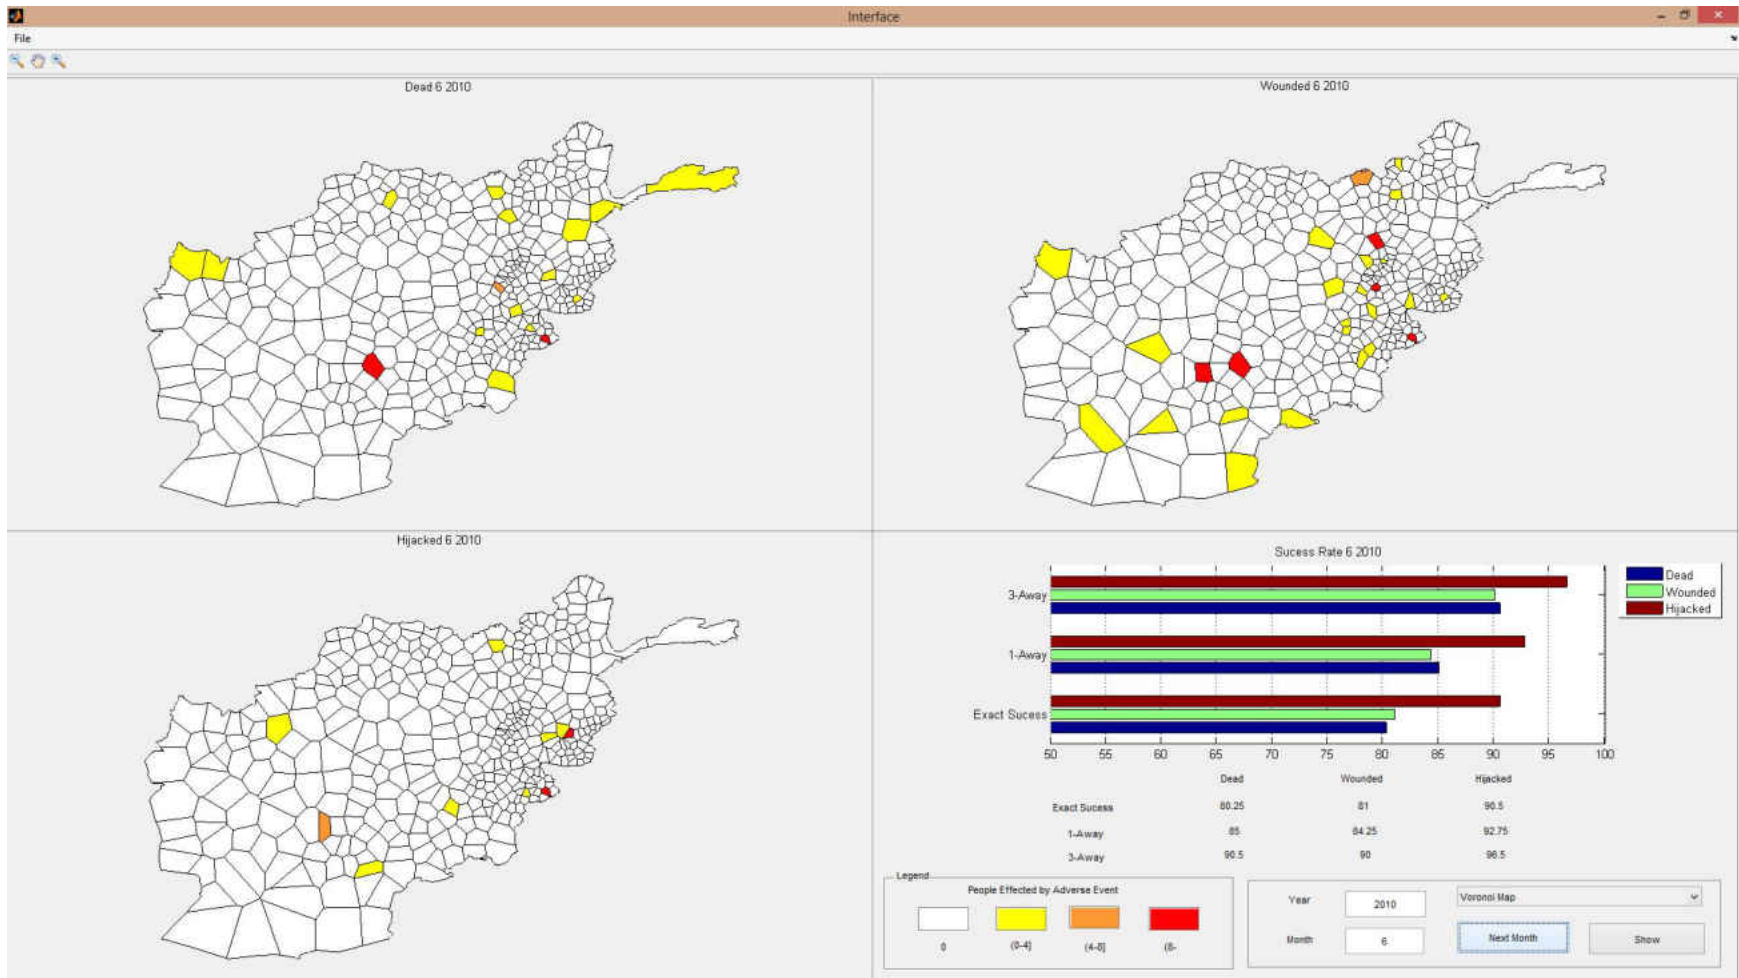 Interface
File
Dead 6 2010
Wounded 6 2010
Hijacked 6 2010
Sucess Rate 6 2010
Dead
Wounded
Hijacked
3-Away
1-Away
Exact Sucess
50 55 60 65 70 75 80 85 90 95 100
Dead Wounded Hijacked
Exact Sucess 80.25 81 90.5
1-Away 85 84.25 92.75
3-Away 90.5 90 96.5
Legend
People Effected by Adverse Event
0 (0-4] (4-8] (8-
Year 2010 Voronoi Map
Month 6 Next Month Show